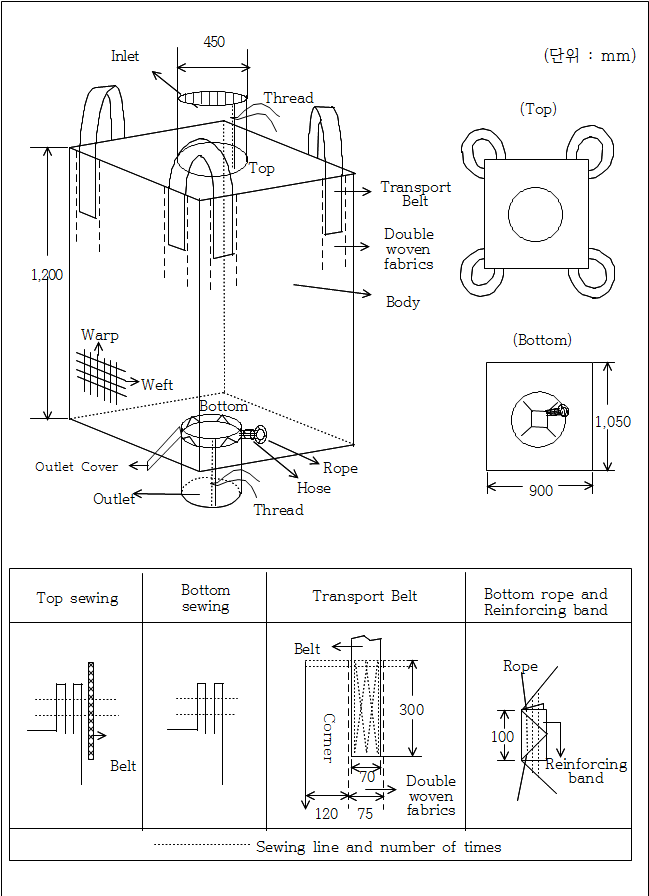 450
Inlet
(단위 : mm)
Thread
(Top)
Top
Transport
Belt
Double
woven
fabrics
1,200
Body
Warp
Weft
(Bottom)
Bottom
1,050
Outlet Cover
Rope
Hose
900
Outlet
Thread
Top sewing
Bottom
sewing
Transport Belt
Bottom rope and
Reinforcing band
Belt
Belt
Corner
300
70
Double
woven
fabrics
120
75
Rope
100
Reinforcing
band
Sewing line and number of times